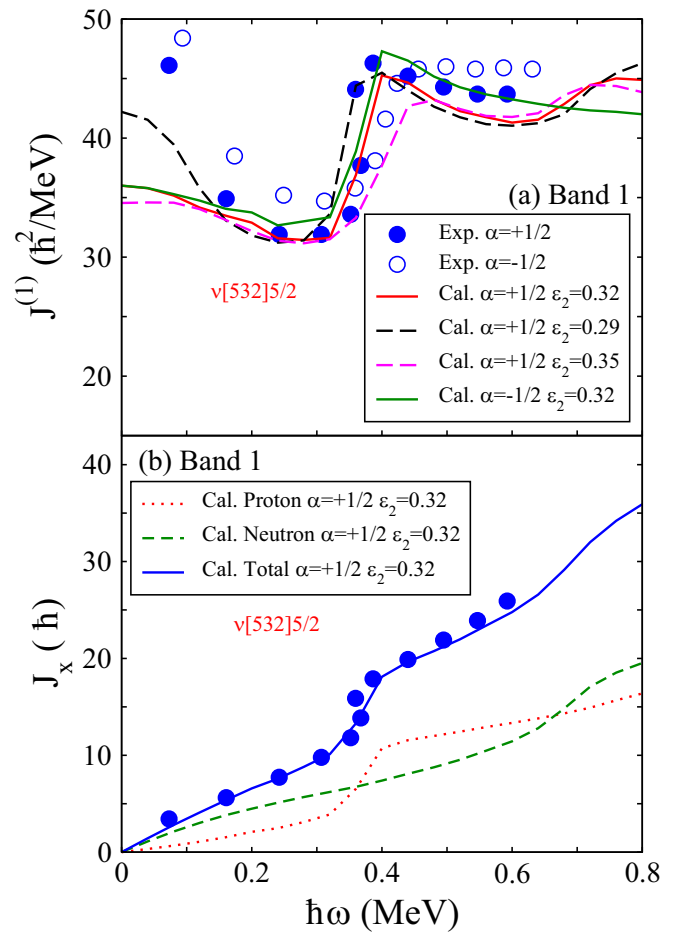 50
40
30
20
J⁽¹⁾ (ħ²/MeV)
(a) Band 1
Exp. α=+1/2
Exp. α=-1/2
Cal. α=+1/2 ε₂=0.32
Cal. α=+1/2 ε₂=0.29
Cal. α=+1/2 ε₂=0.35
Cal. α=-1/2 ε₂=0.32
ν[532]5/2
(b) Band 1
40
30
20
10
0
Jₓ (ħ)
Cal. Proton α=+1/2 ε₂=0.32
Cal. Neutron α=+1/2 ε₂=0.32
Cal. Total α=+1/2 ε₂=0.32
ν[532]5/2
0 0.2 0.4 0.6 0.8
ħω (MeV)